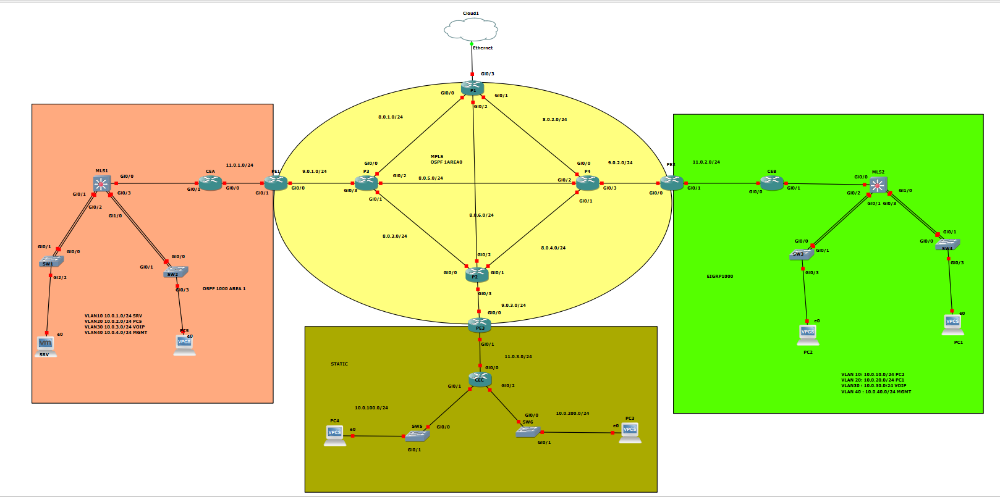 Cloud1
Ethernet
Gi0/3
P1
Gi0/0
Gi0/1
Gi0/2
8.0.1.0/24
8.0.2.0/24
MPLS
OSPF 1AREA0
MLS1
Gi0/0
Gi0/1
Gi0/3
Gi0/2
Gi1/0
CEA
11.0.1.0/24
Gi0/1
Gi0/0
PE1
Gi0/1
Gi0/0
9.0.1.0/24
Gi0/0
P3
Gi0/2
Gi0/3
Gi0/1
8.0.5.0/24
Gi0/0
P4
Gi0/2
Gi0/3
Gi0/1
9.0.2.0/24
PE2
Gi0/0
Gi0/1
11.0.2.0/24
CEB
Gi0/0
Gi0/1
MLS2
Gi0/0
Gi0/2
Gi0/1
Gi0/3
Gi1/0
8.0.6.0/24
8.0.3.0/24
8.0.4.0/24
Gi0/1
Gi0/0
SW1
Gi2/2
Gi0/0
Gi0/1
SW2
Gi0/3
OSPF 1000 AREA 1
Gi0/2
Gi0/0
Gi0/1
P2
Gi0/3
9.0.3.0/24
Gi0/0
PE3
Gi0/1
Gi0/0
Gi0/1
SW3
Gi0/3
Gi0/1
Gi0/0
SW4
Gi0/3
EIGRP1000
VLAN10 10.0.1.0/24 SRV
VLAN20 10.0.2.0/24 PCS
VLAN30 10.0.3.0/24 VOIP
VLAN40 10.0.4.0/24 MGMT
e0
vm
SRV
PC5
e0
VPCS
e0
VPCS
PC2
e0
VPCS
PC1
11.0.3.0/24
STATIC
Gi0/0
CEC
Gi0/1
Gi0/2
VLAN 10: 10.0.10.0/24 PC2
VLAN 20: 10.0.20.0/24 PC1
VLAN30 : 10.0.30.0:24 VOIP
VLAN 40 : 10.0.40.0/24 MGMT
10.0.100.0/24
10.0.200.0/24
PC4
VPCS
e0
SW5
Gi0/0
Gi0/1
Gi0/0
SW6
Gi0/1
e0
PC3
VPCS